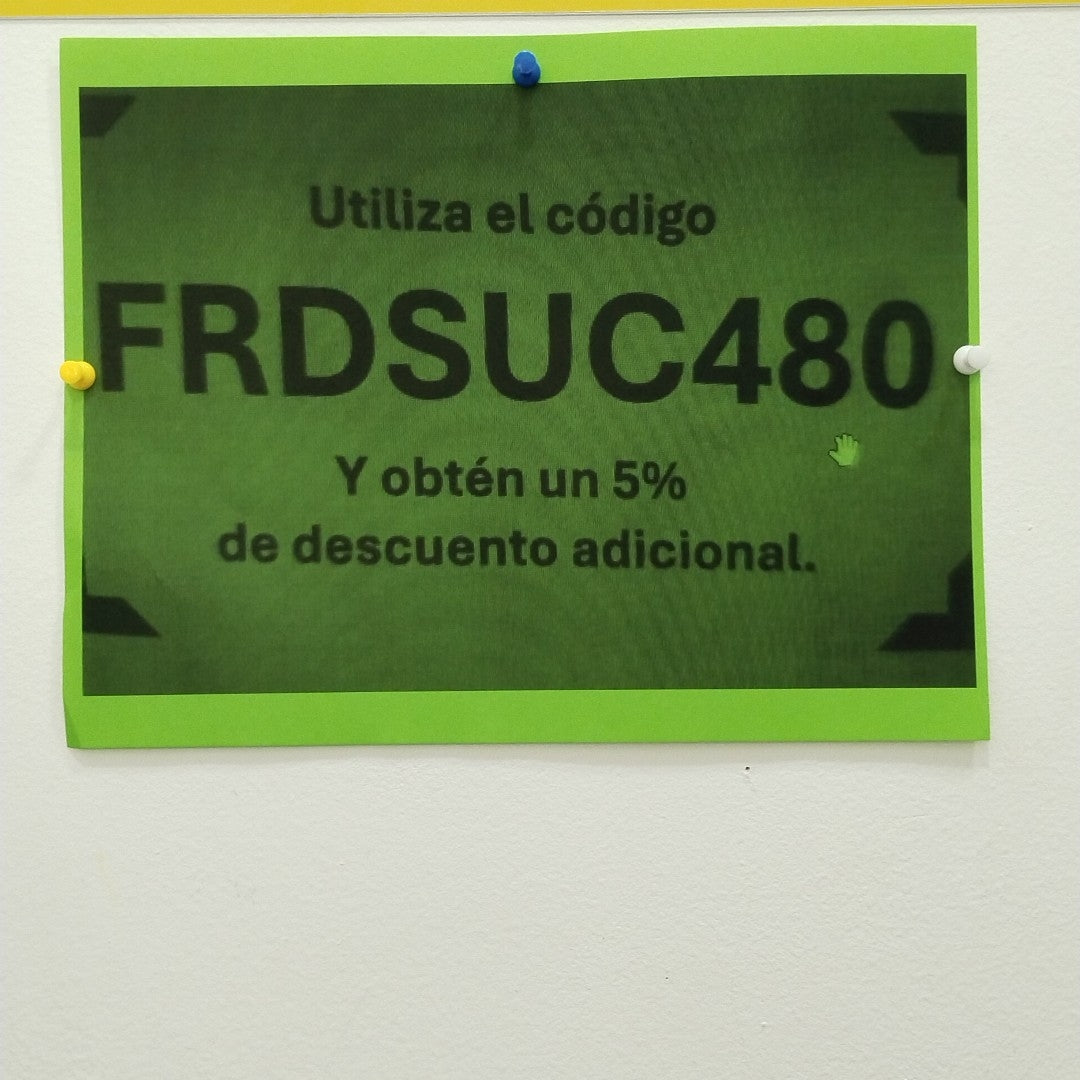 Utiliza el código
FRDSUC480
Y obtén un 5%
de descuento adicional.